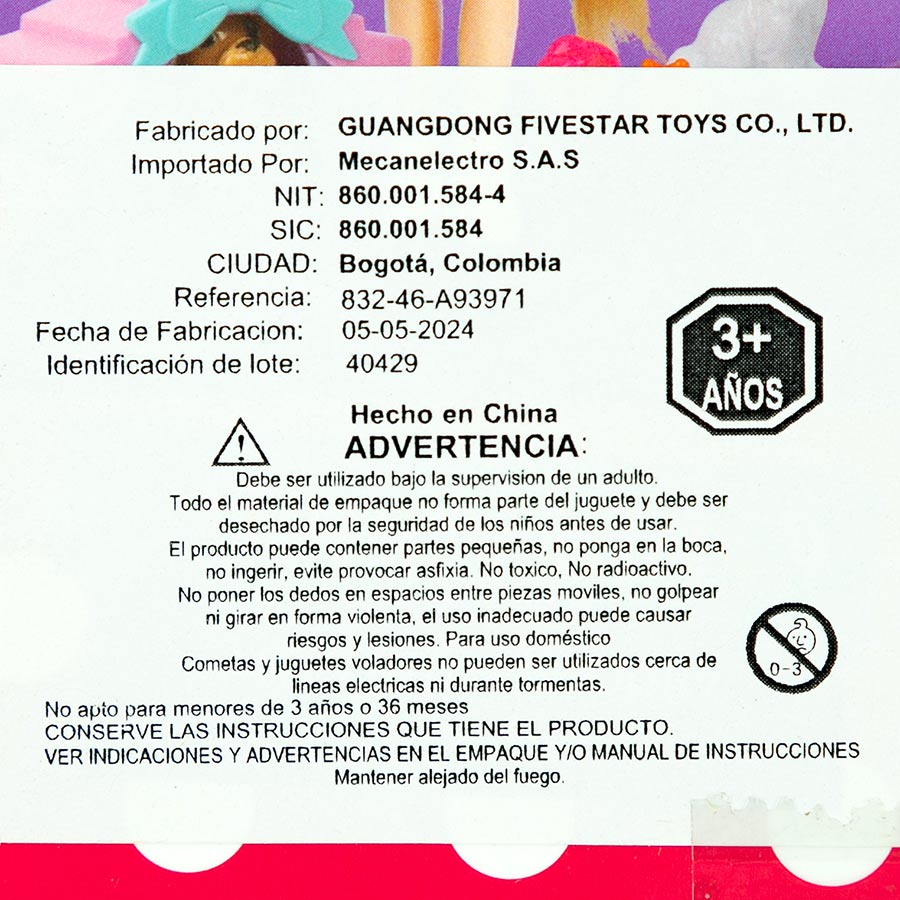 Fabricado por: GUANGDONG FIVESTAR TOYS CO., LTD.
Importado Por: Mecanelectro S.A.S
NIT: 860.001.584-4
SIC: 860.001.584
CIUDAD: Bogotá, Colombia
Referencia: 832-46-A93971
Fecha de Fabricacion: 05-05-2024
Identificación de lote: 40429
3+
AÑOS
Hecho en China
! ADVERTENCIA:
Debe ser utilizado bajo la supervision de un adulto.
Todo el material de empaque no forma parte del juguete y debe ser
desechado por la seguridad de los niños antes de usar.
El producto puede contener partes pequeñas, no ponga en la boca,
no ingerir, evite provocar asfixia. No toxico, No radioactivo.
No poner los dedos en espacios entre piezas moviles, no golpear
ni girar en forma violenta, el uso inadecuado puede causar
riesgos y lesiones. Para uso doméstico
Cometas y juguetes voladores no pueden ser utilizados cerca de
lineas electricas ni durante tormentas.
0-3
No apto para menores de 3 años o 36 meses
CONSERVE LAS INSTRUCCIONES QUE TIENE EL PRODUCTO.
VER INDICACIONES Y ADVERTENCIAS EN EL EMPAQUE Y/O MANUAL DE INSTRUCCIONES
Mantener alejado del fuego.